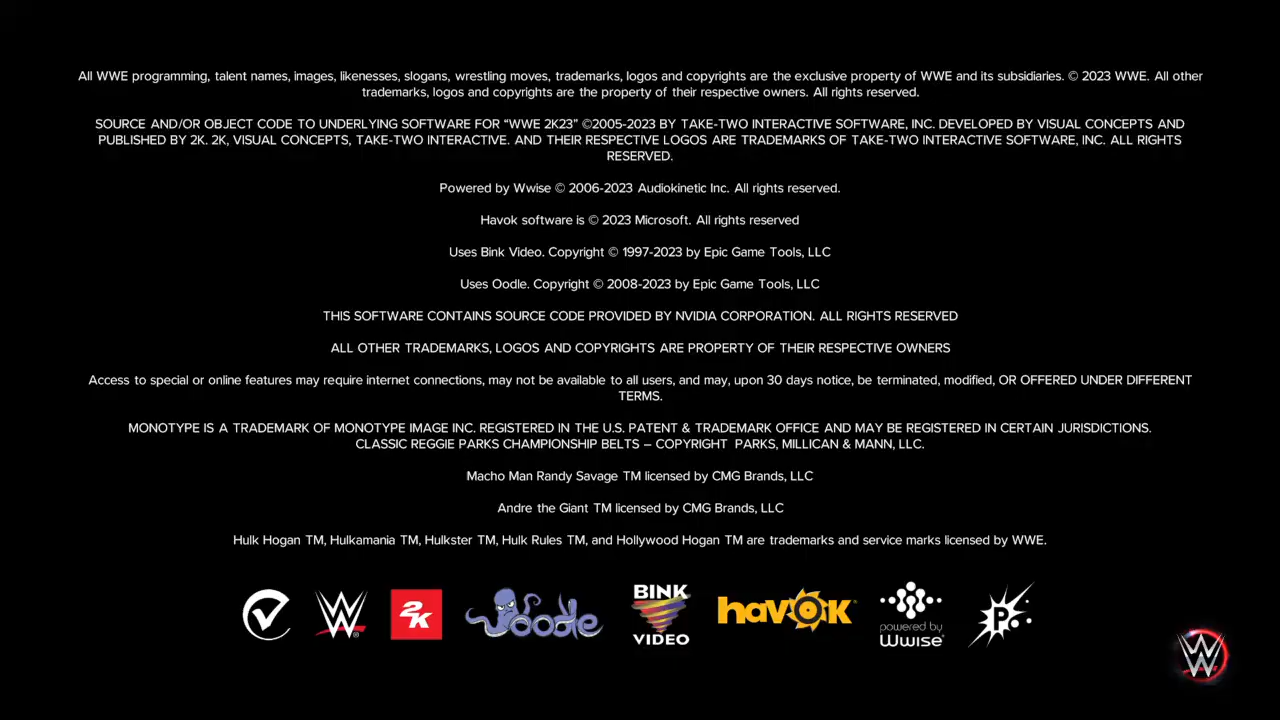 All WWE programming, talent names, images, likenesses, slogans, wrestling moves, trademarks, logos and copyrights are the exclusive property of WWE and its subsidiaries. © 2023 WWE. All other
trademarks, logos and copyrights are the property of their respective owners. All rights reserved.
SOURCE AND/OR OBJECT CODE TO UNDERLYING SOFTWARE FOR “WWE 2K23” ©2005-2023 BY TAKE-TWO INTERACTIVE SOFTWARE, INC. DEVELOPED BY VISUAL CONCEPTS AND
PUBLISHED BY 2K. 2K, VISUAL CONCEPTS, TAKE-TWO INTERACTIVE. AND THEIR RESPECTIVE LOGOS ARE TRADEMARKS OF TAKE-TWO INTERACTIVE SOFTWARE, INC. ALL RIGHTS
RESERVED.
Powered by Wwise © 2006-2023 Audiokinetic Inc. All rights reserved.
Havok software is © 2023 Microsoft. All rights reserved
Uses Bink Video. Copyright © 1997-2023 by Epic Game Tools, LLC
Uses Oodle. Copyright © 2008-2023 by Epic Game Tools, LLC
THIS SOFTWARE CONTAINS SOURCE CODE PROVIDED BY NVIDIA CORPORATION. ALL RIGHTS RESERVED
ALL OTHER TRADEMARKS, LOGOS AND COPYRIGHTS ARE PROPERTY OF THEIR RESPECTIVE OWNERS
Access to special or online features may require internet connections, may not be available to all users, and may, upon 30 days notice, be terminated, modified, OR OFFERED UNDER DIFFERENT
TERMS.
MONOTYPE IS A TRADEMARK OF MONOTYPE IMAGE INC. REGISTERED IN THE U.S. PATENT & TRADEMARK OFFICE AND MAY BE REGISTERED IN CERTAIN JURISDICTIONS.
CLASSIC REGGIE PARKS CHAMPIONSHIP BELTS – COPYRIGHT PARKS, MILLICAN & MANN, LLC.
Macho Man Randy Savage TM licensed by CMG Brands, LLC
Andre the Giant TM licensed by CMG Brands, LLC
Hulk Hogan TM, Hulkamania TM, Hulkster TM, Hulk Rules TM, and Hollywood Hogan TM are trademarks and service marks licensed by WWE.
W 2K oodle BINK VIDEO havok powered by Wwise P
W